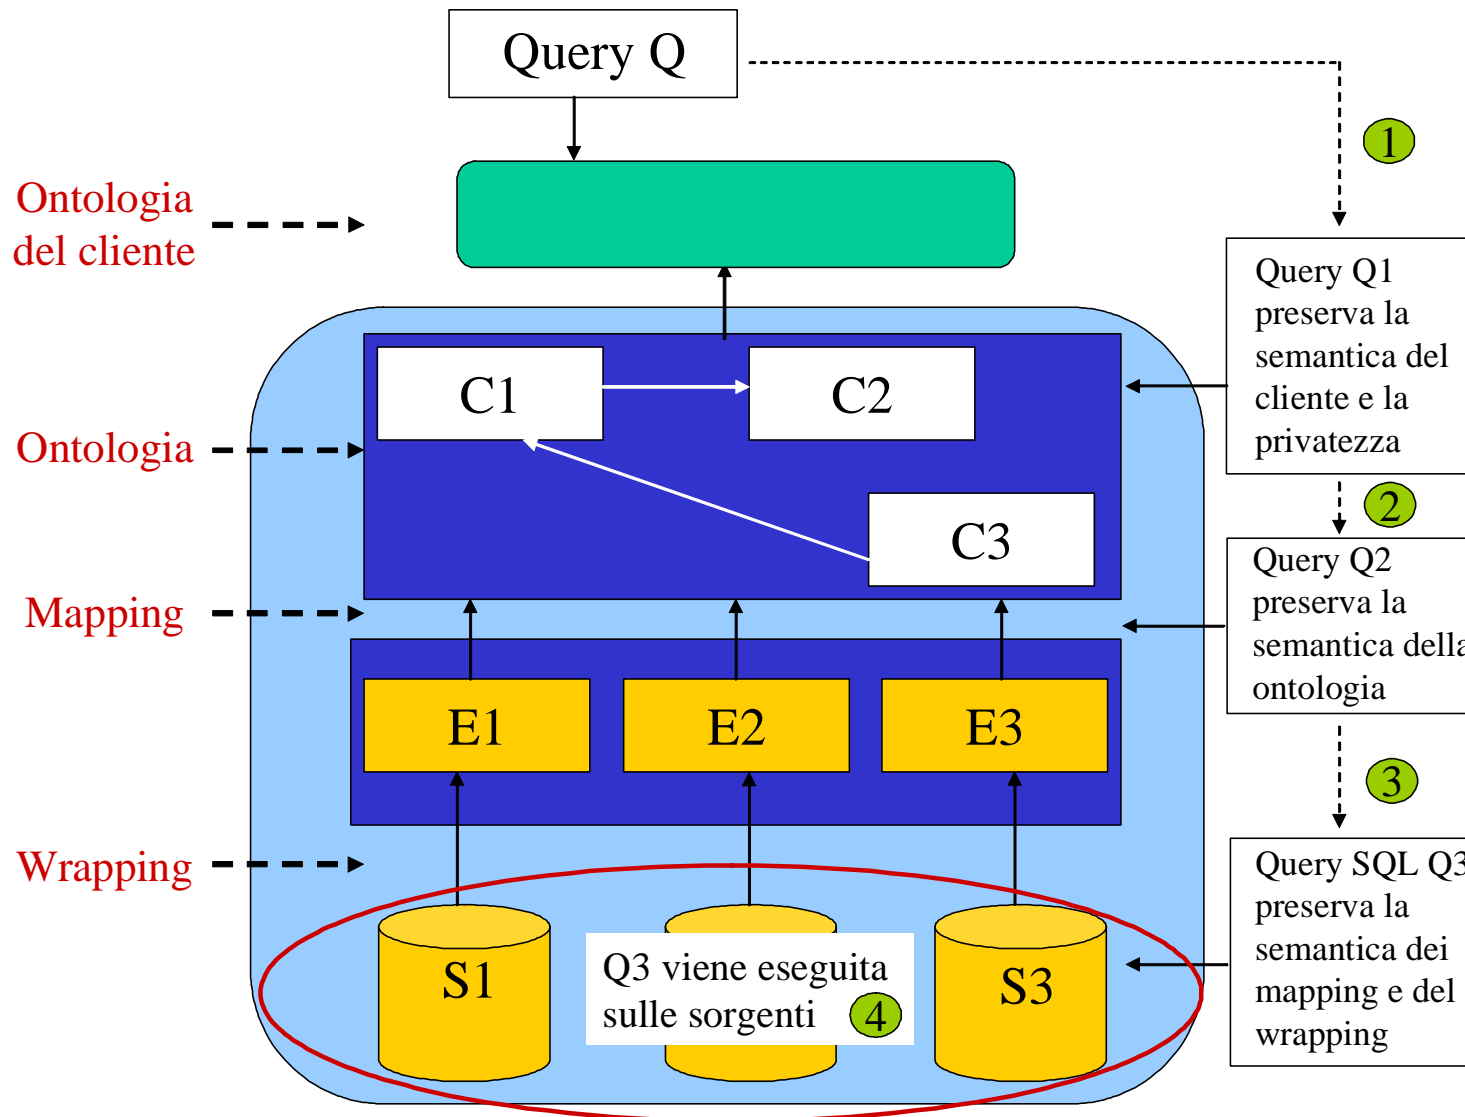 Query Q
1
Ontologia
del cliente
Query Q1
preserva la
semantica del
cliente e la
privatezza
C1
C2
Ontologia
2
C3
Query Q2
preserva la
semantica della
ontologia
Mapping
E1
E2
E3
3
Wrapping
Query SQL Q3
preserva la
semantica dei
mapping e del
wrapping
S1
Q3 viene eseguita
sulle sorgenti
4
S3